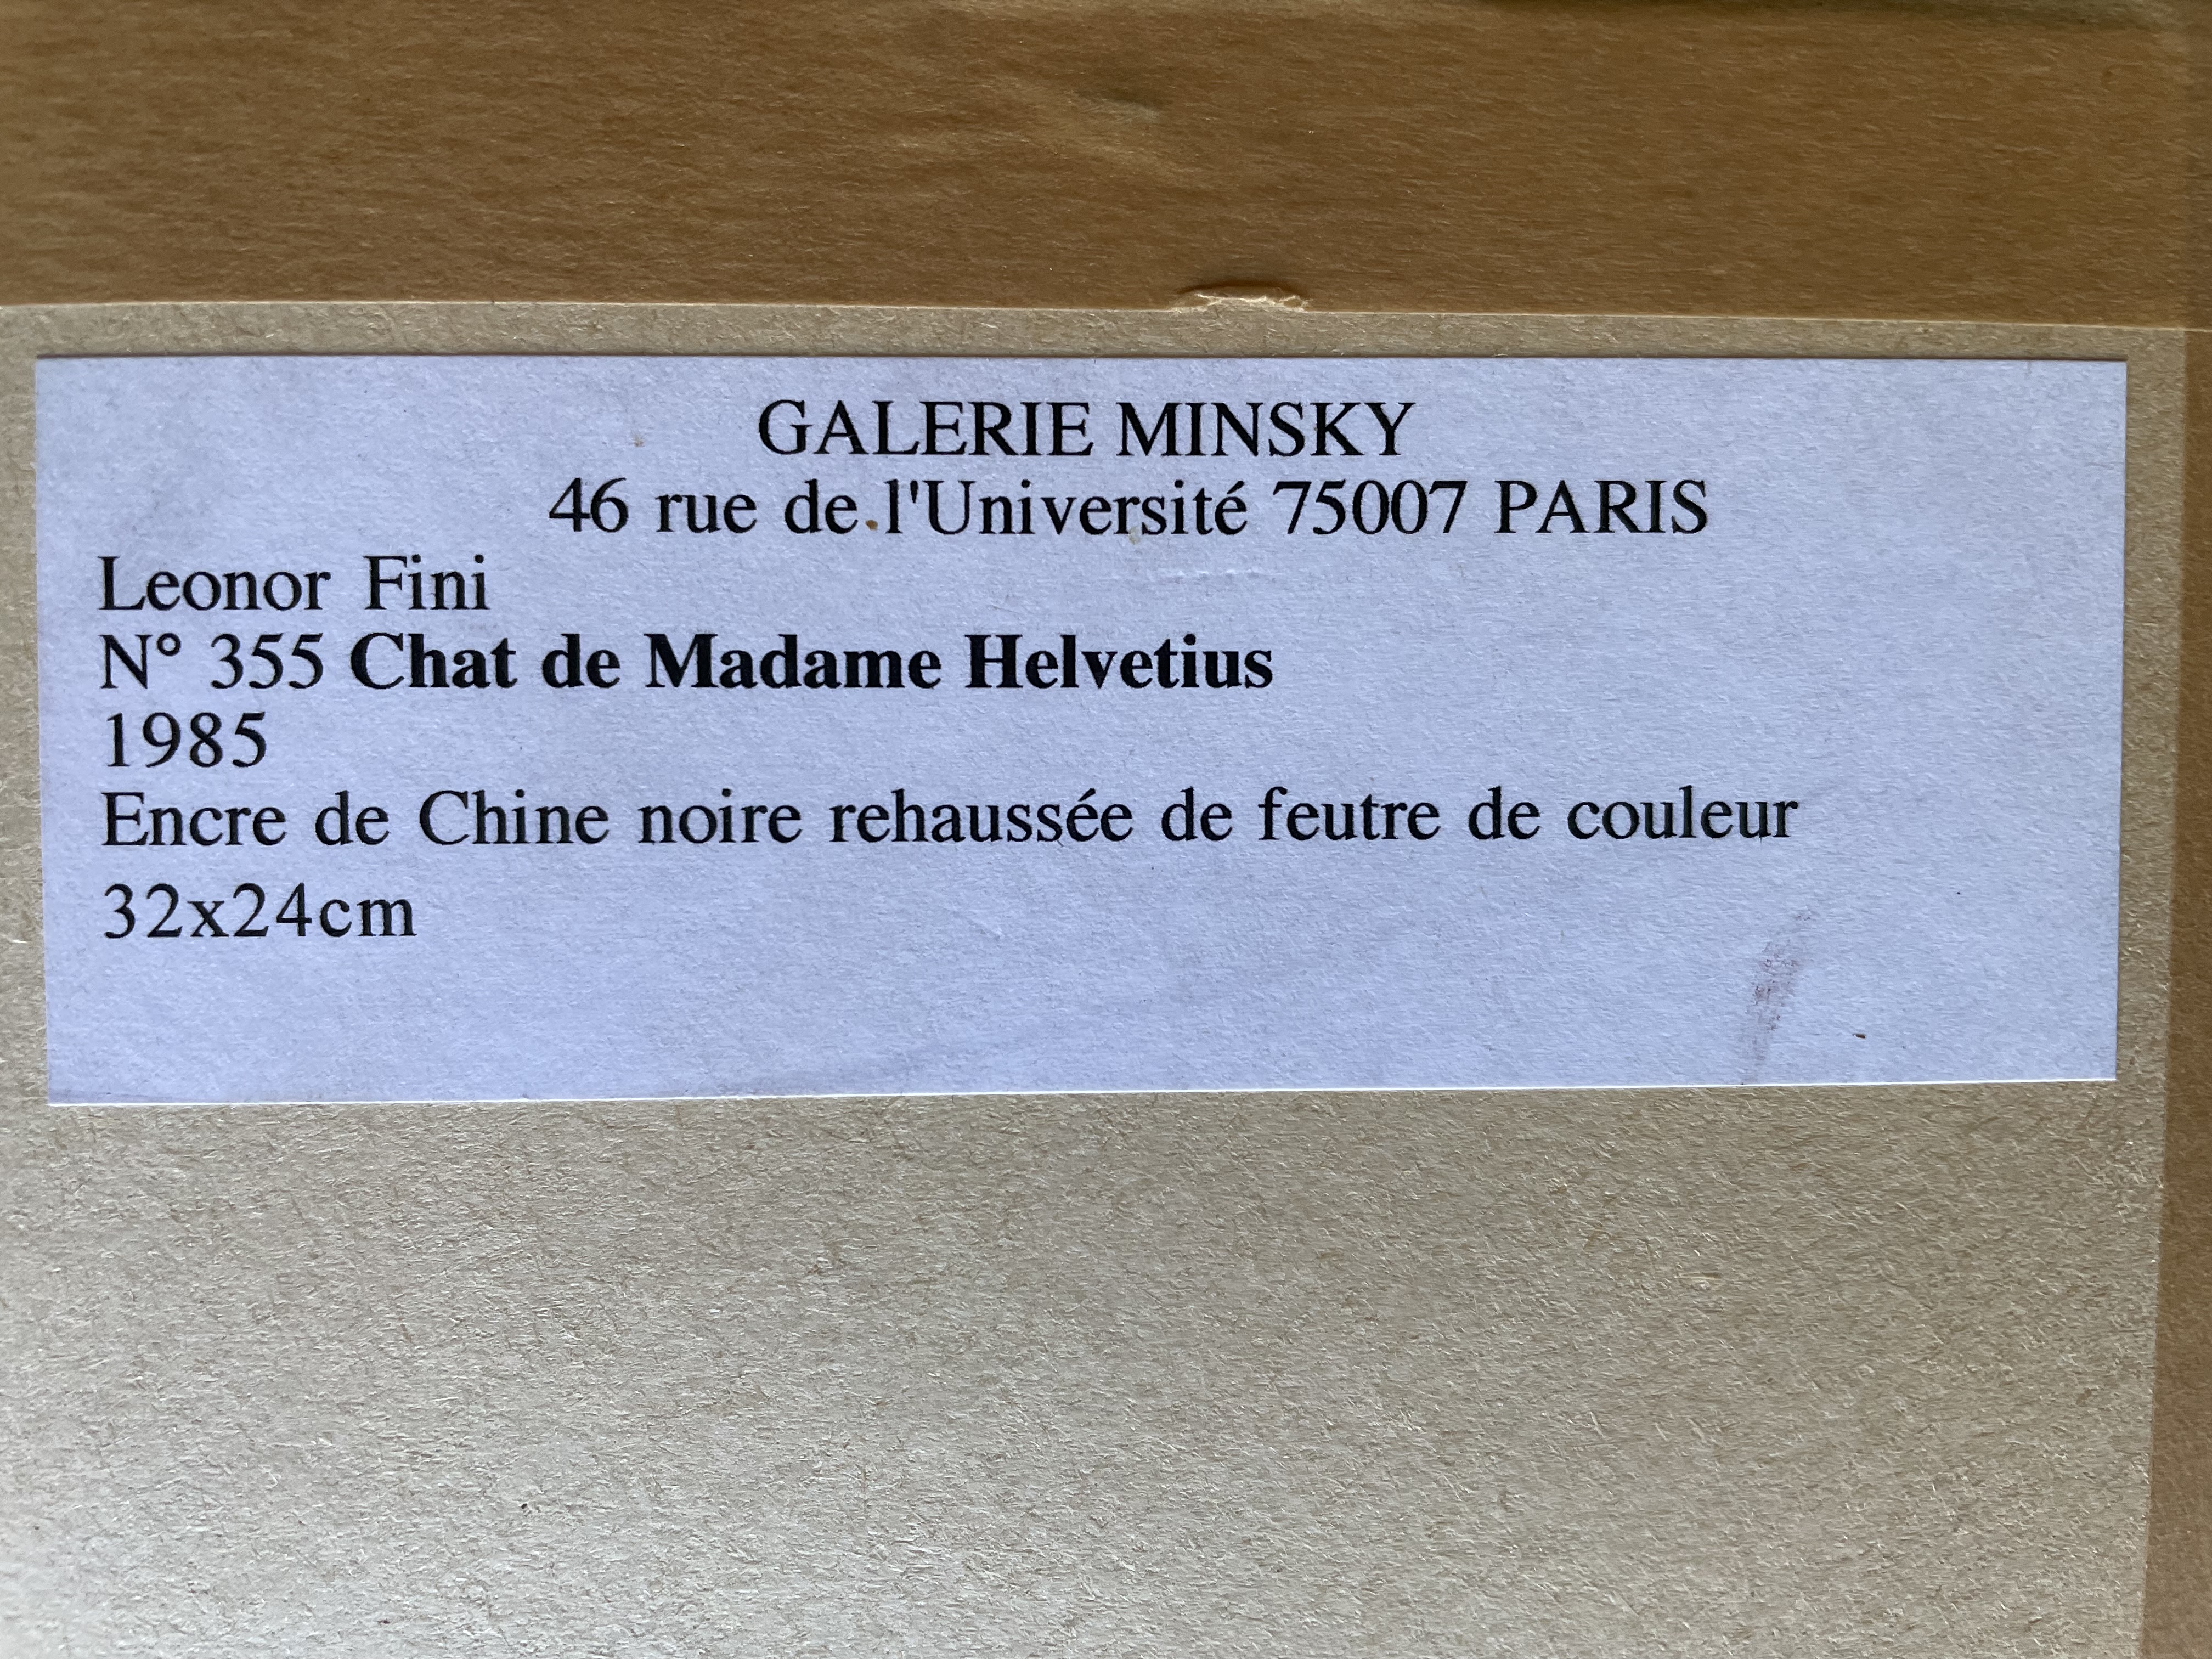 GALERIE MINSKY
46 rue de l'Université 75007 PARIS
Leonor Fini
N° 355 Chat de Madame Helvetius
1985
Encre de Chine noire rehaussée de feutre de couleur
32x24cm